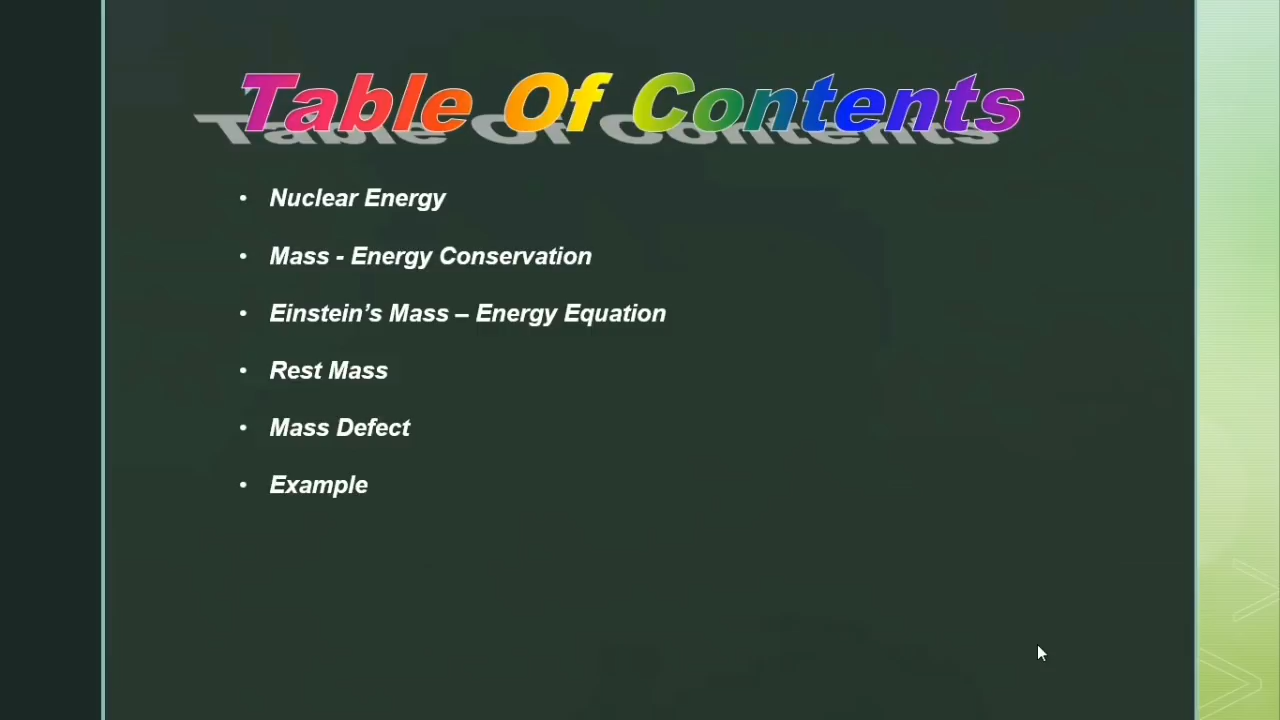 Table Of Contents
• Nuclear Energy
• Mass - Energy Conservation
• Einstein’s Mass – Energy Equation
• Rest Mass
• Mass Defect
• Example